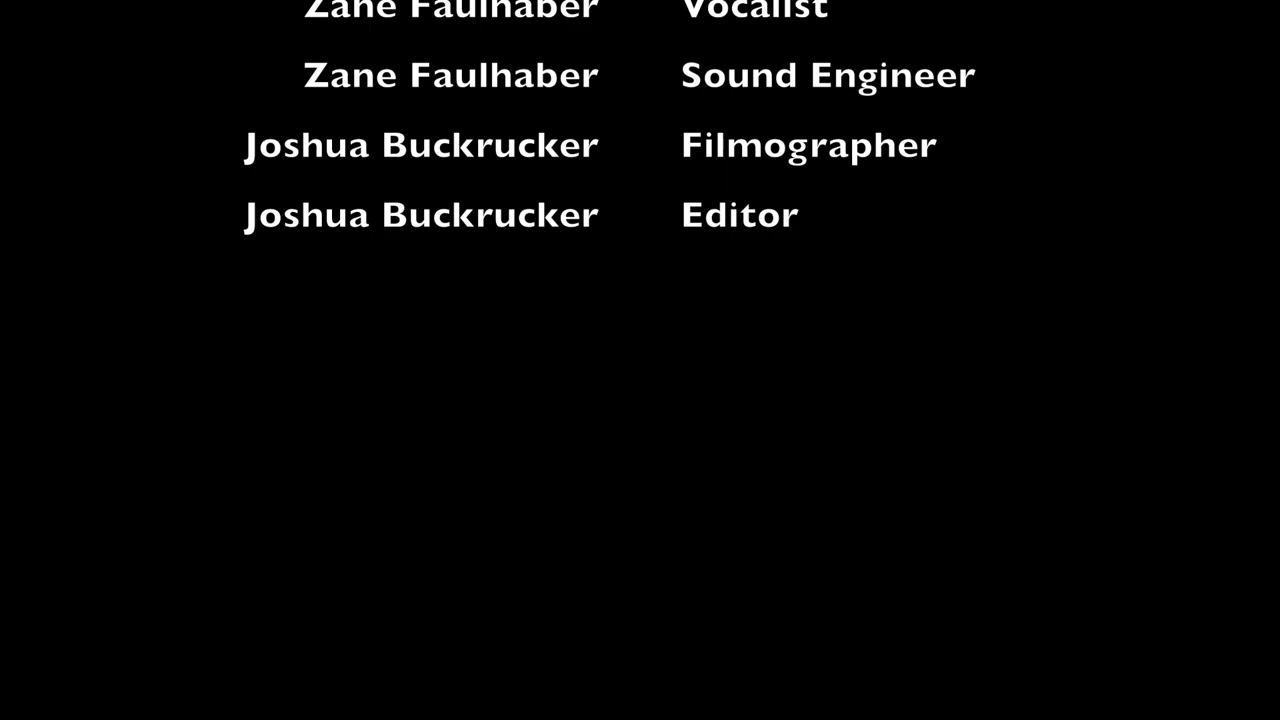 Zane Faulhaber Vocalist
Zane Faulhaber Sound Engineer
Joshua Buckrucker Filmographer
Joshua Buckrucker Editor